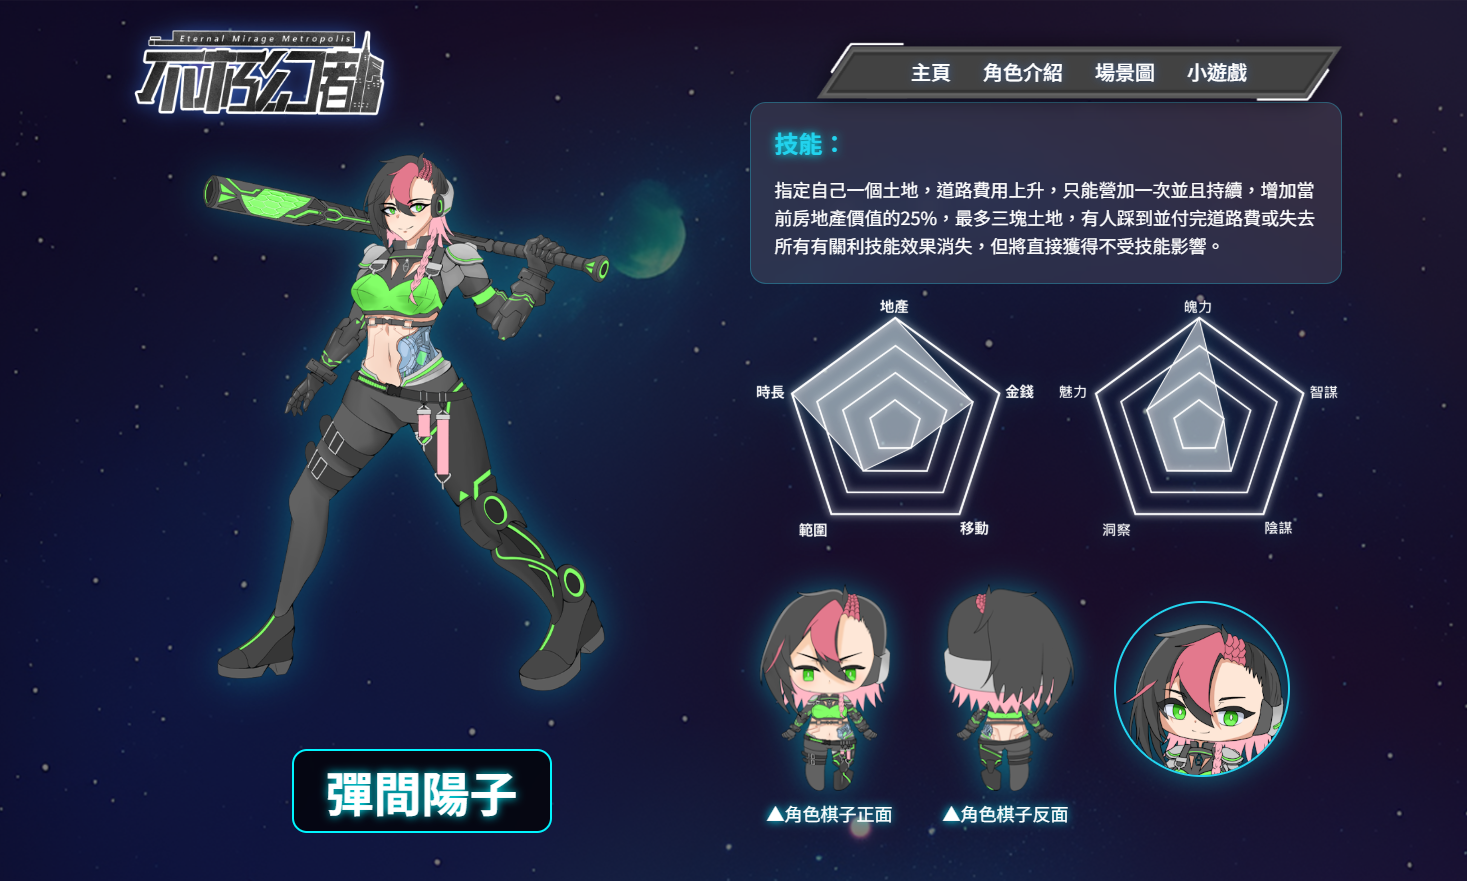 Eternal Mirage Metropolis
不朽幻都
主頁 角色介紹 場景圖 小遊戲
技能：
指定自己一個土地，道路費用上升，只能營加一次並且持續，增加當
前房地產價值的25%，最多三塊土地，有人踩到並付完道路費或失去
所有有關利技能效果消失，但將直接獲得不受技能影響。
地產
時長
金錢
範圍
移動
魄力
魅力
智謀
洞察
陰謀
彈間陽子
▲角色棋子正面
▲角色棋子反面